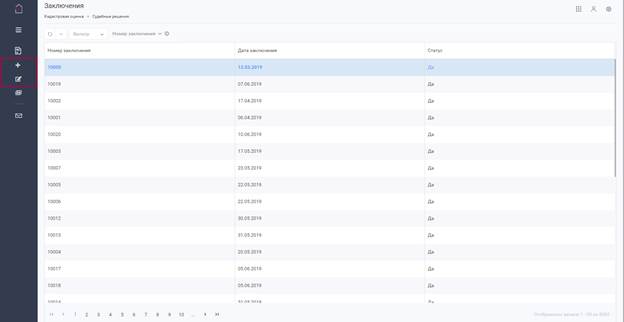 Заключения
Кадастровая оценка Судебные решения
Фильтр Номер заключения
Номер заключения Дата заключения Статус
10000 13.03.2019 Да
10019 07.06.2019 Да
10002 17.04.2019 Да
10001 06.04.2019 Да
10020 10.06.2019 Да
10003 17.05.2019 Да
10007 23.05.2019 Да
10005 22.05.2019 Да
10006 22.05.2019 Да
10012 30.05.2019 Да
10013 31.05.2019 Да
10004 20.05.2019 Да
10017 05.06.2019 Да
10018 05.06.2019 Да
10014 31.05.2019 Да
1 2 3 4 5 6 7 8 9 10 ...
Отображены записи 1 - 50 из